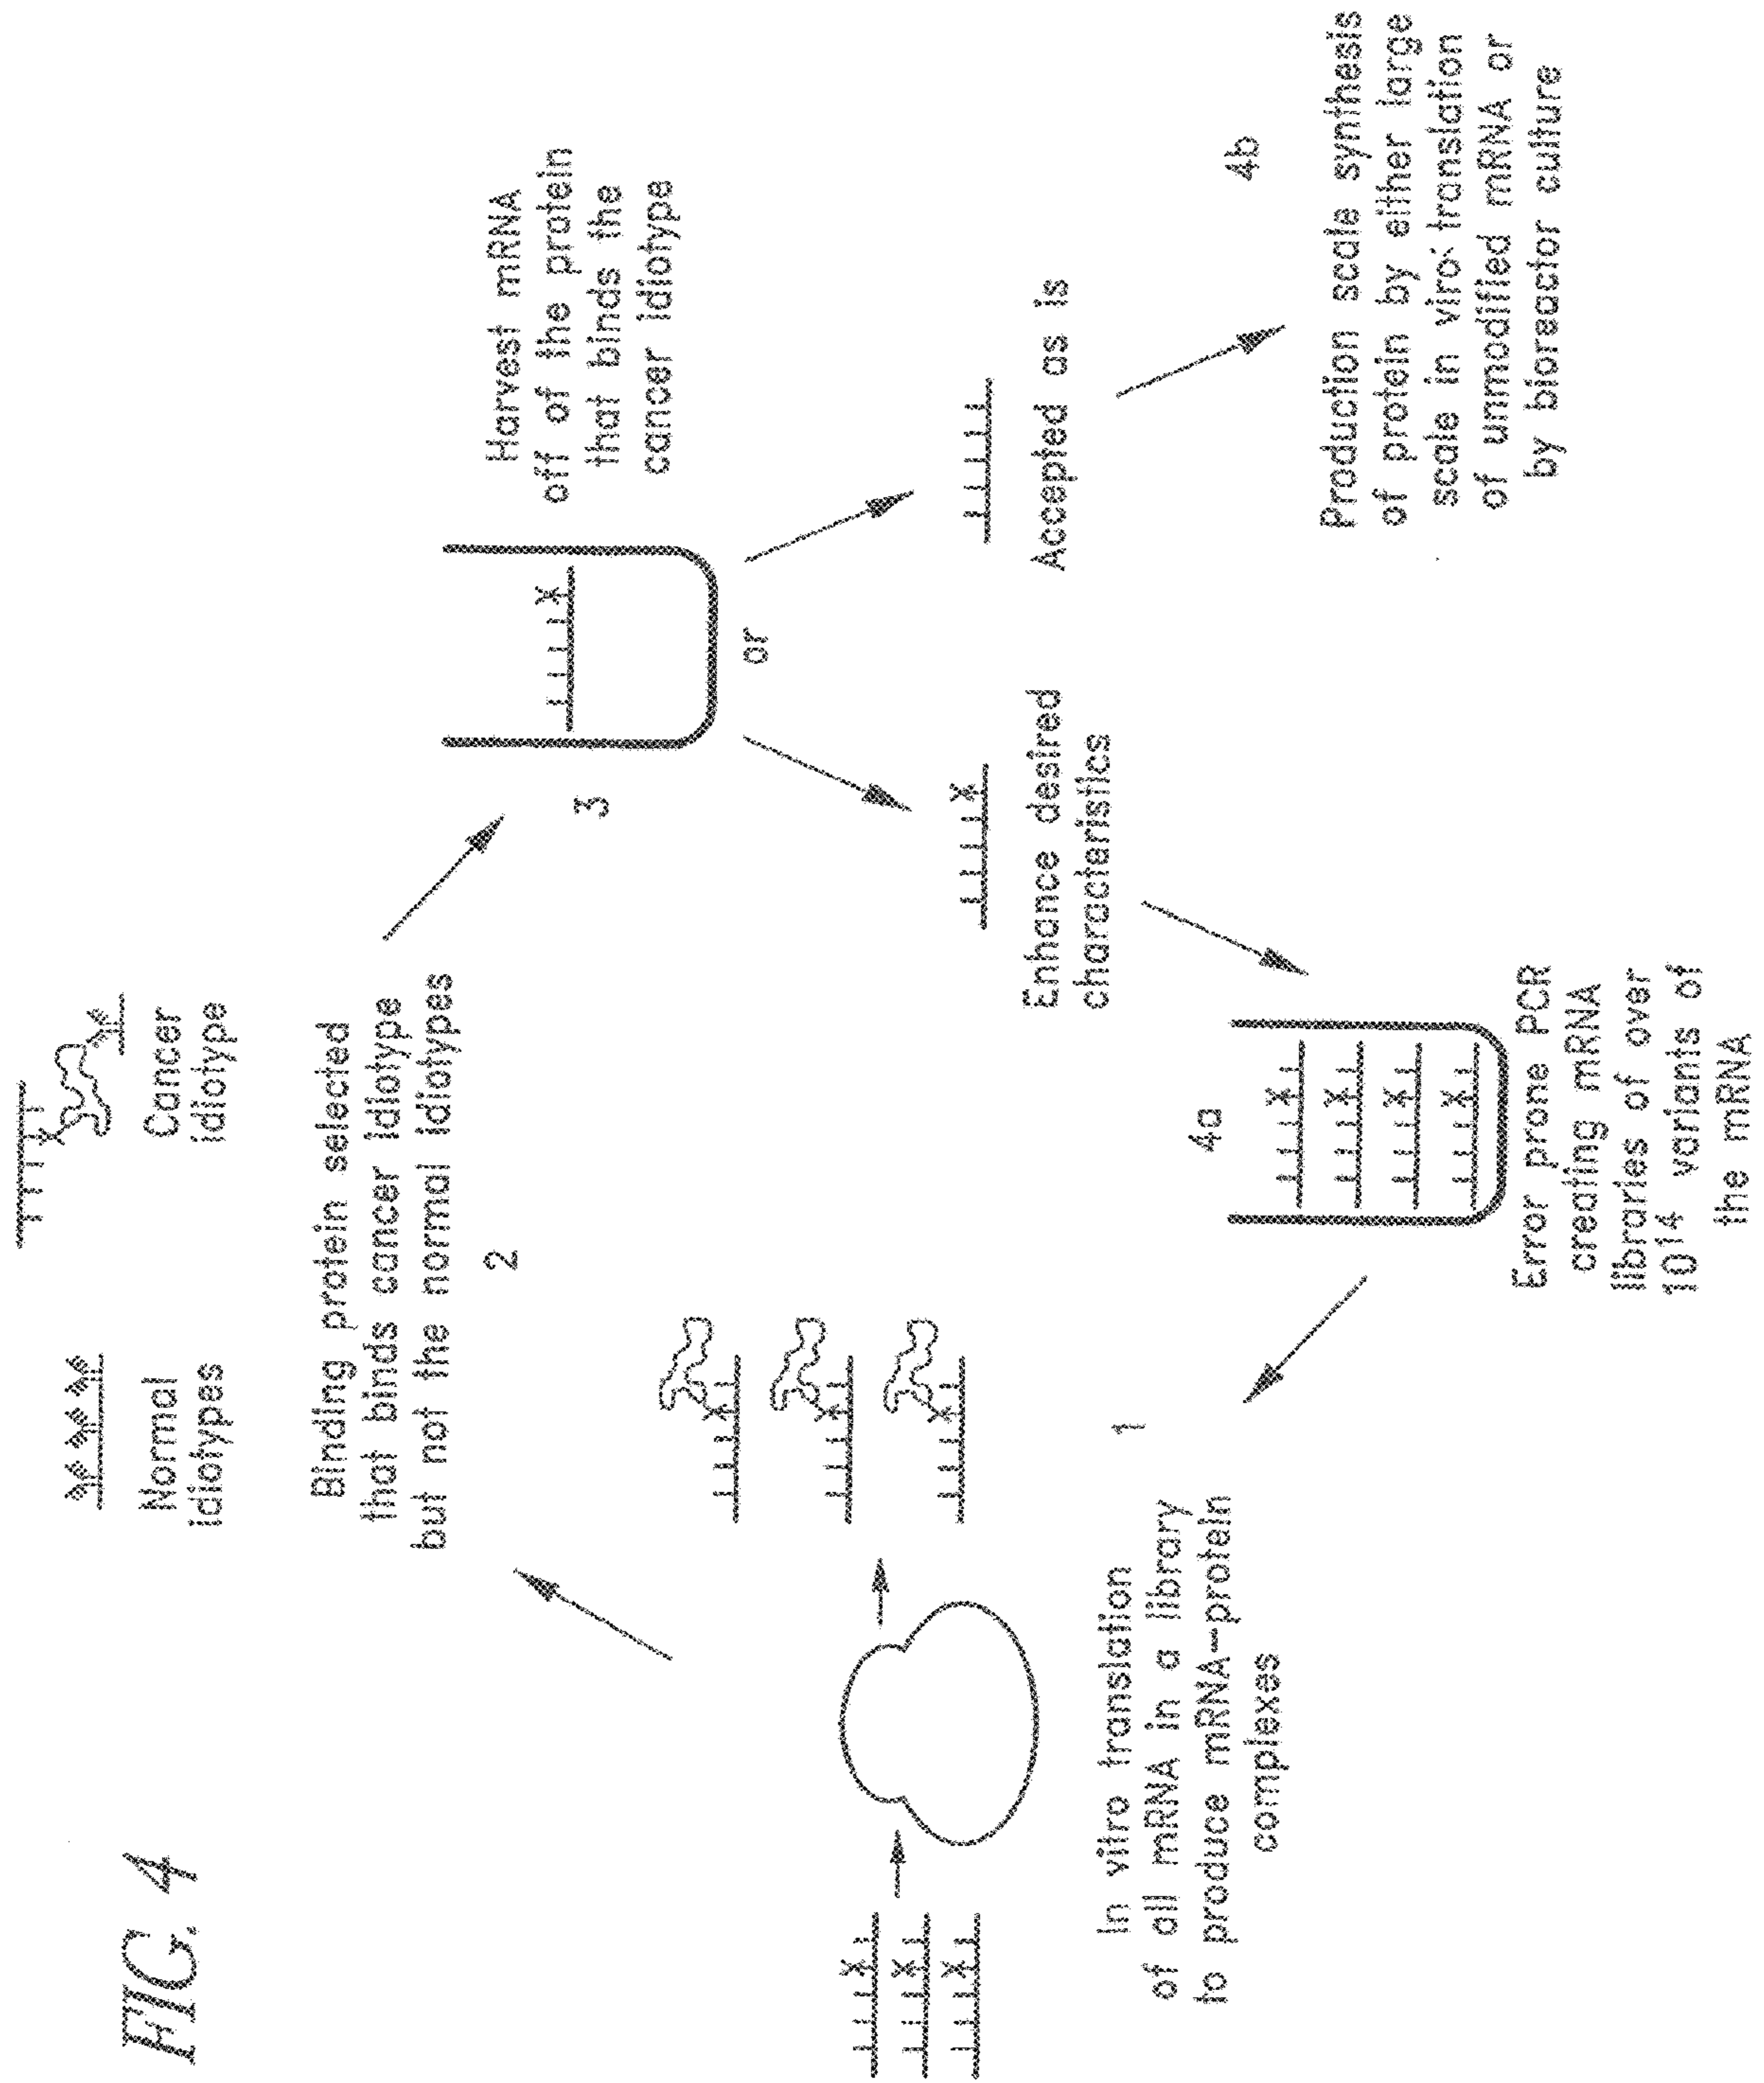 FIG. 4
Normal
idiotypes
Cancer
idiotype
Binding protein selected
that binds cancer idiotype
but not the normal idiotypes
2
Harvest mRNA
off of the protein
that binds the
cancer idiotype
3
or
Enhance desired
characteristics
Accepted as is
4b
Production scale synthesis
of protein by either large
scale in viro: translation
of unmodified mRNA or
by bioreactor culture
4a
Error prone PCR
creating mRNA
libraries of over
10¹⁴ variants of
the mRNA
1
In vitro translation
of all mRNA in a library
to produce mRNA-protein
complexes
X
X
X
X
X
X
X
X
X
X
X
X
X